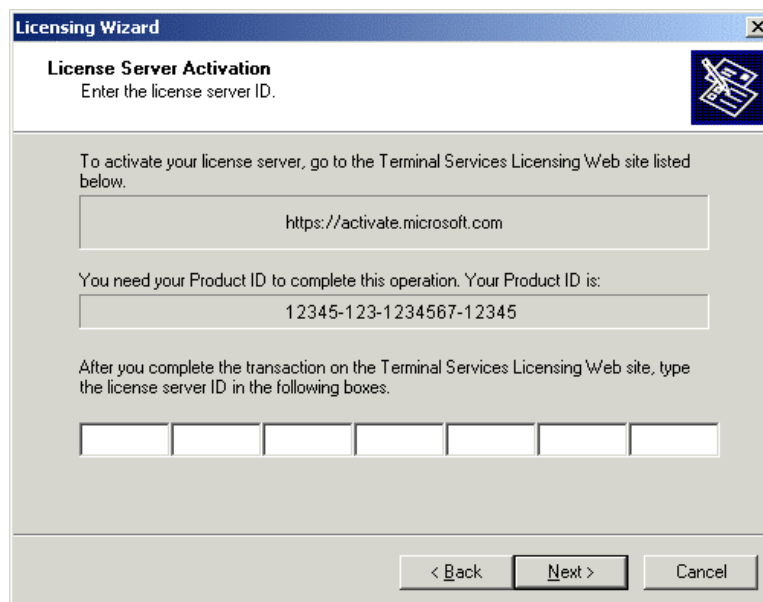 Licensing Wizard
License Server Activation
Enter the license server ID.
To activate your license server, go to the Terminal Services Licensing Web site listed
below.
https://activate.microsoft.com
You need your Product ID to complete this operation. Your Product ID is:
12345-123-1234567-12345
After you complete the transaction on the Terminal Services Licensing Web site, type
the license server ID in the following boxes.
< Back Next > Cancel